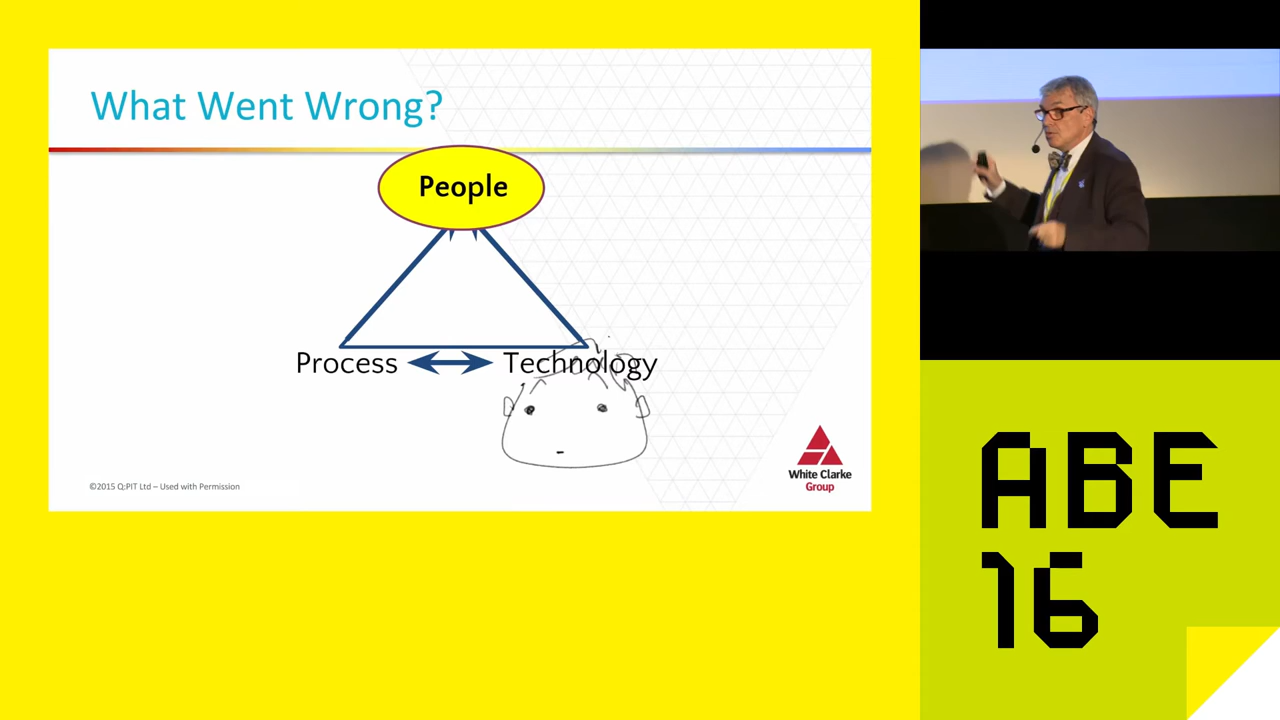 What Went Wrong?
People
Process Technology
©2015 Q:PIT Ltd – Used with Permission
White Clarke
Group
ABE
16